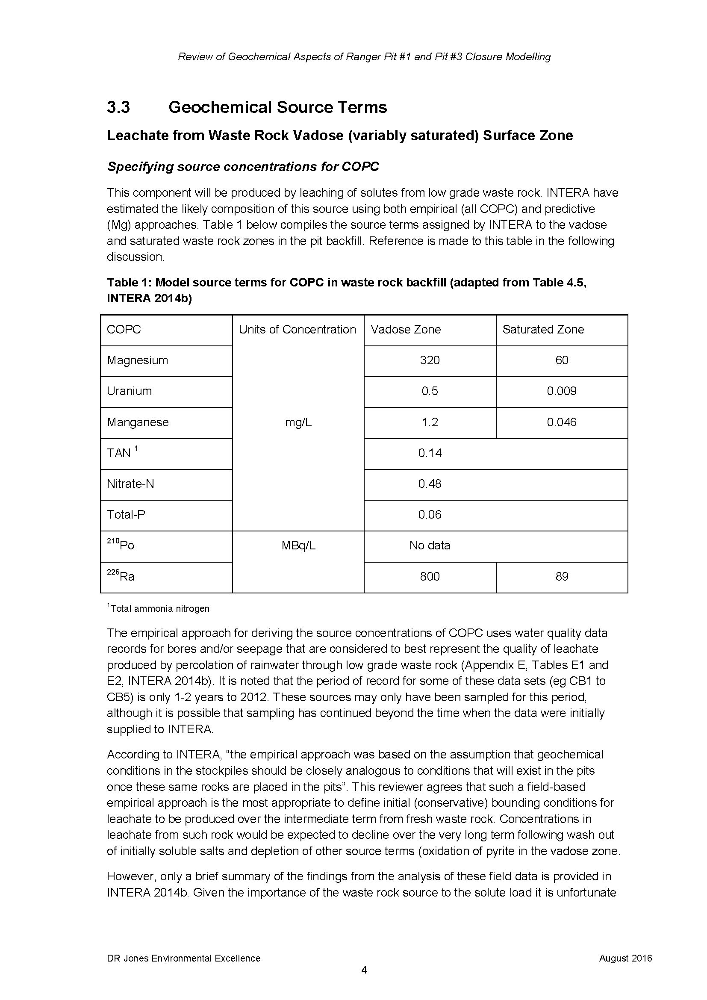 Review of Geochemical Aspects of Ranger Pit #1 and Pit #3 Closure Modelling
3.3 Geochemical Source Terms
Leachate from Waste Rock Vadose (variably saturated) Surface Zone
Specifying source concentrations for COPC
This component will be produced by leaching of solutes from low grade waste rock. INTERA have
estimated the likely composition of this source using both empirical (all COPC) and predictive
(Mg) approaches. Table 1 below compiles the source terms assigned by INTERA to the vadose
and saturated waste rock zones in the pit backfill. Reference is made to this table in the following
discussion.
Table 1: Model source terms for COPC in waste rock backfill (adapted from Table 4.5,
INTERA 2014b)
COPC Units of Concentration Vadose Zone Saturated Zone
Magnesium 320 60
Uranium 0.5 0.009
Manganese mg/L 1.2 0.046
TAN ¹ 0.14
Nitrate-N 0.48
Total-P 0.06
²¹⁰Po MBq/L No data
²²⁶Ra 800 89
¹Total ammonia nitrogen
The empirical approach for deriving the source concentrations of COPC uses water quality data
records for bores and/or seepage that are considered to best represent the quality of leachate
produced by percolation of rainwater through low grade waste rock (Appendix E, Tables E1 and
E2, INTERA 2014b). It is noted that the period of record for some of these data sets (eg CB1 to
CB5) is only 1-2 years to 2012. These sources may only have been sampled for this period,
although it is possible that sampling has continued beyond the time when the data were initially
supplied to INTERA.
According to INTERA, “the empirical approach was based on the assumption that geochemical
conditions in the stockpiles should be closely analogous to conditions that will exist in the pits
once these same rocks are placed in the pits”. This reviewer agrees that such a field-based
empirical approach is the most appropriate to define initial (conservative) bounding conditions for
leachate to be produced over the intermediate term from fresh waste rock. Concentrations in
leachate from such rock would be expected to decline over the very long term following wash out
of initially soluble salts and depletion of other source terms (oxidation of pyrite in the vadose zone.
However, only a brief summary of the findings from the analysis of these field data is provided in
INTERA 2014b. Given the importance of the waste rock source to the solute load it is unfortunate
DR Jones Environmental Excellence August 2016
4